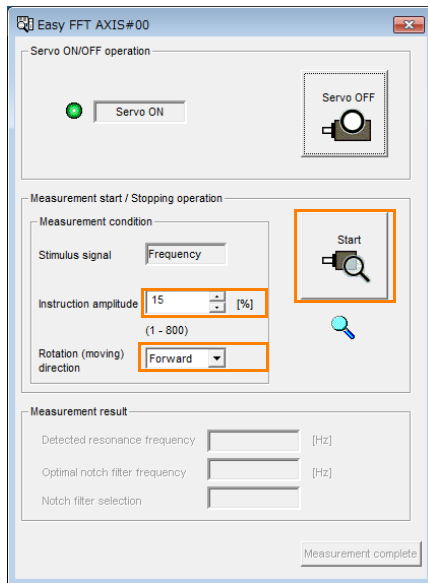 Easy FFT AXIS#00
Servo ON/OFF operation
Servo ON
Servo OFF
Measurement start / Stopping operation
Measurement condition
Stimulus signal
Frequency
Start
Instruction amplitude
15
[%]
(1 - 800)
Rotation (moving)
direction
Forward
Measurement result
Detected resonance frequency
[Hz]
Optimal notch filter frequency
[Hz]
Notch filter selection
Measurement complete